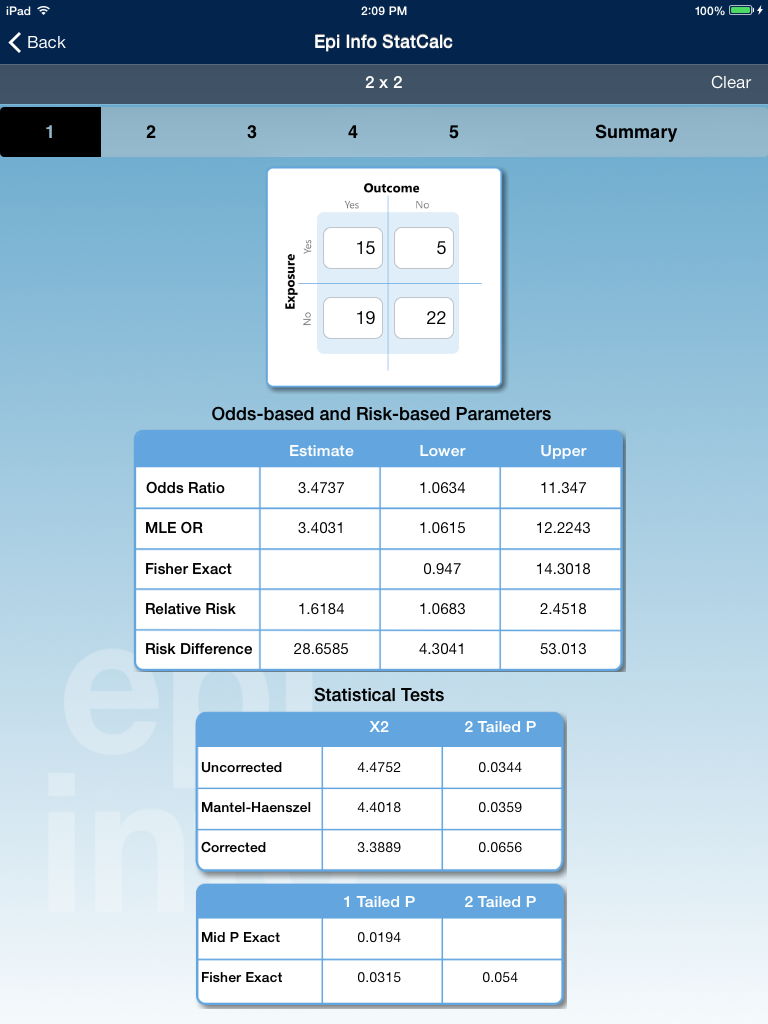 iPad 2:09 PM 100%
Back Epi Info StatCalc
2 x 2 Clear
1 2 3 4 5 Summary
Outcome
Yes No
Exposure
Yes 15 5
No 19 22
Odds-based and Risk-based Parameters
Estimate Lower Upper
Odds Ratio 3.4737 1.0634 11.347
MLE OR 3.4031 1.0615 12.2243
Fisher Exact 0.947 14.3018
Relative Risk 1.6184 1.0683 2.4518
Risk Difference 28.6585 4.3041 53.013
epi
in
Statistical Tests
X2 2 Tailed P
Uncorrected 4.4752 0.0344
Mantel-Haenszel 4.4018 0.0359
Corrected 3.3889 0.0656
1 Tailed P 2 Tailed P
Mid P Exact 0.0194
Fisher Exact 0.0315 0.054